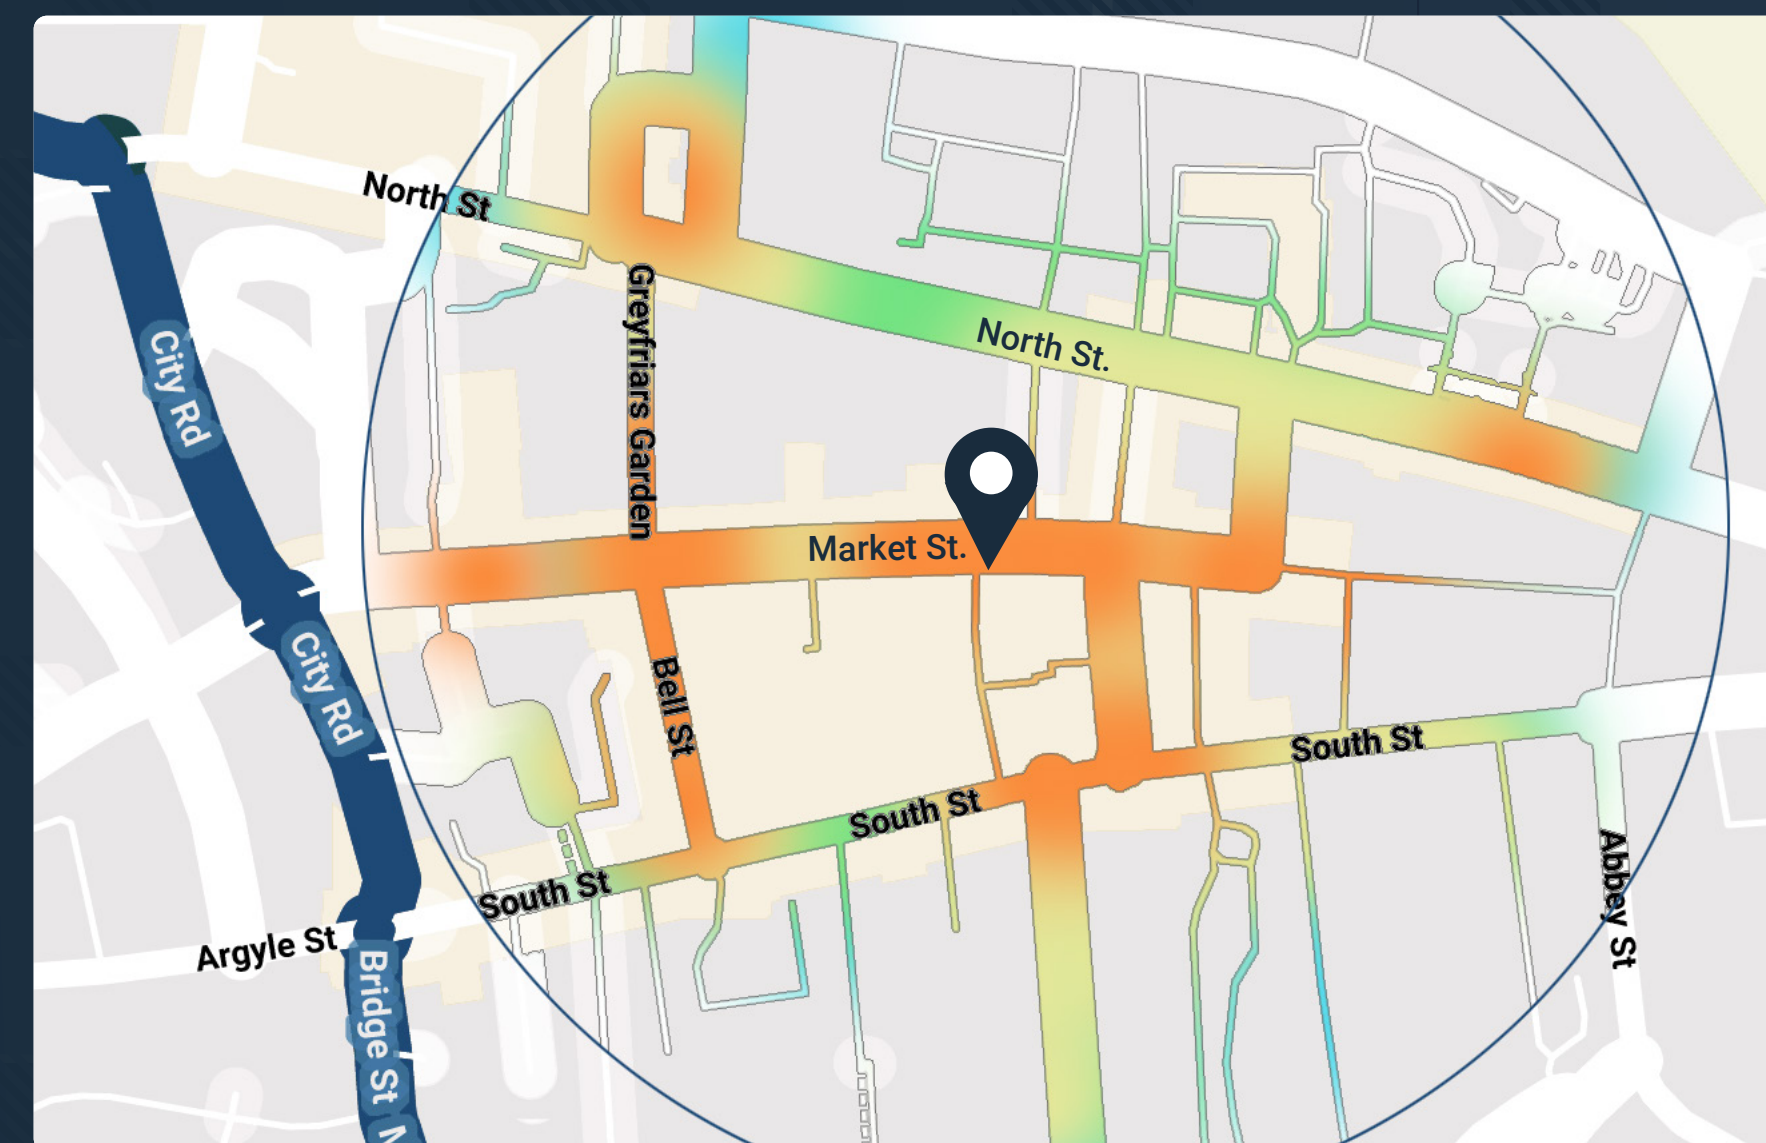 North St
City Rd
Greyfriars Garden
North St.
Market St.
City Rd
Bell St
South St
South St
South St
Abbey St
Argyle St
Bridge St